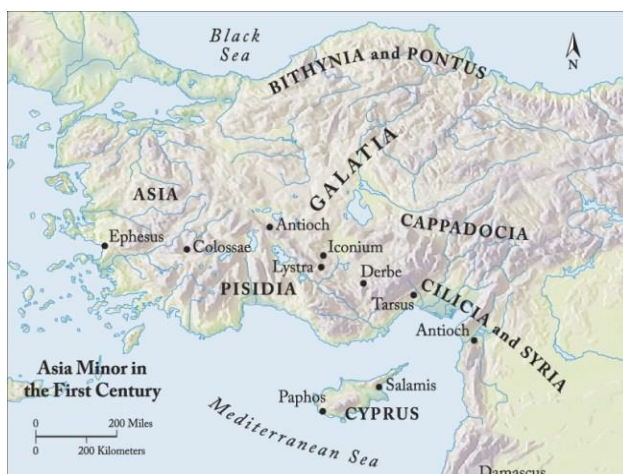 Black
Sea
N
BITHYNIA and PONTUS
GALATIA
ASIA
CAPPADOCIA
Antioch
Ephesus
Colossae
Iconium
Lystra
Derbe
PISIDIA
Tarsus
CILICIA and SYRIA
Antioch
Asia Minor in
the First Century
Salamis
Paphos
CYPRUS
0 200 Miles
0 200 Kilometers
Mediterranean Sea
Damascus